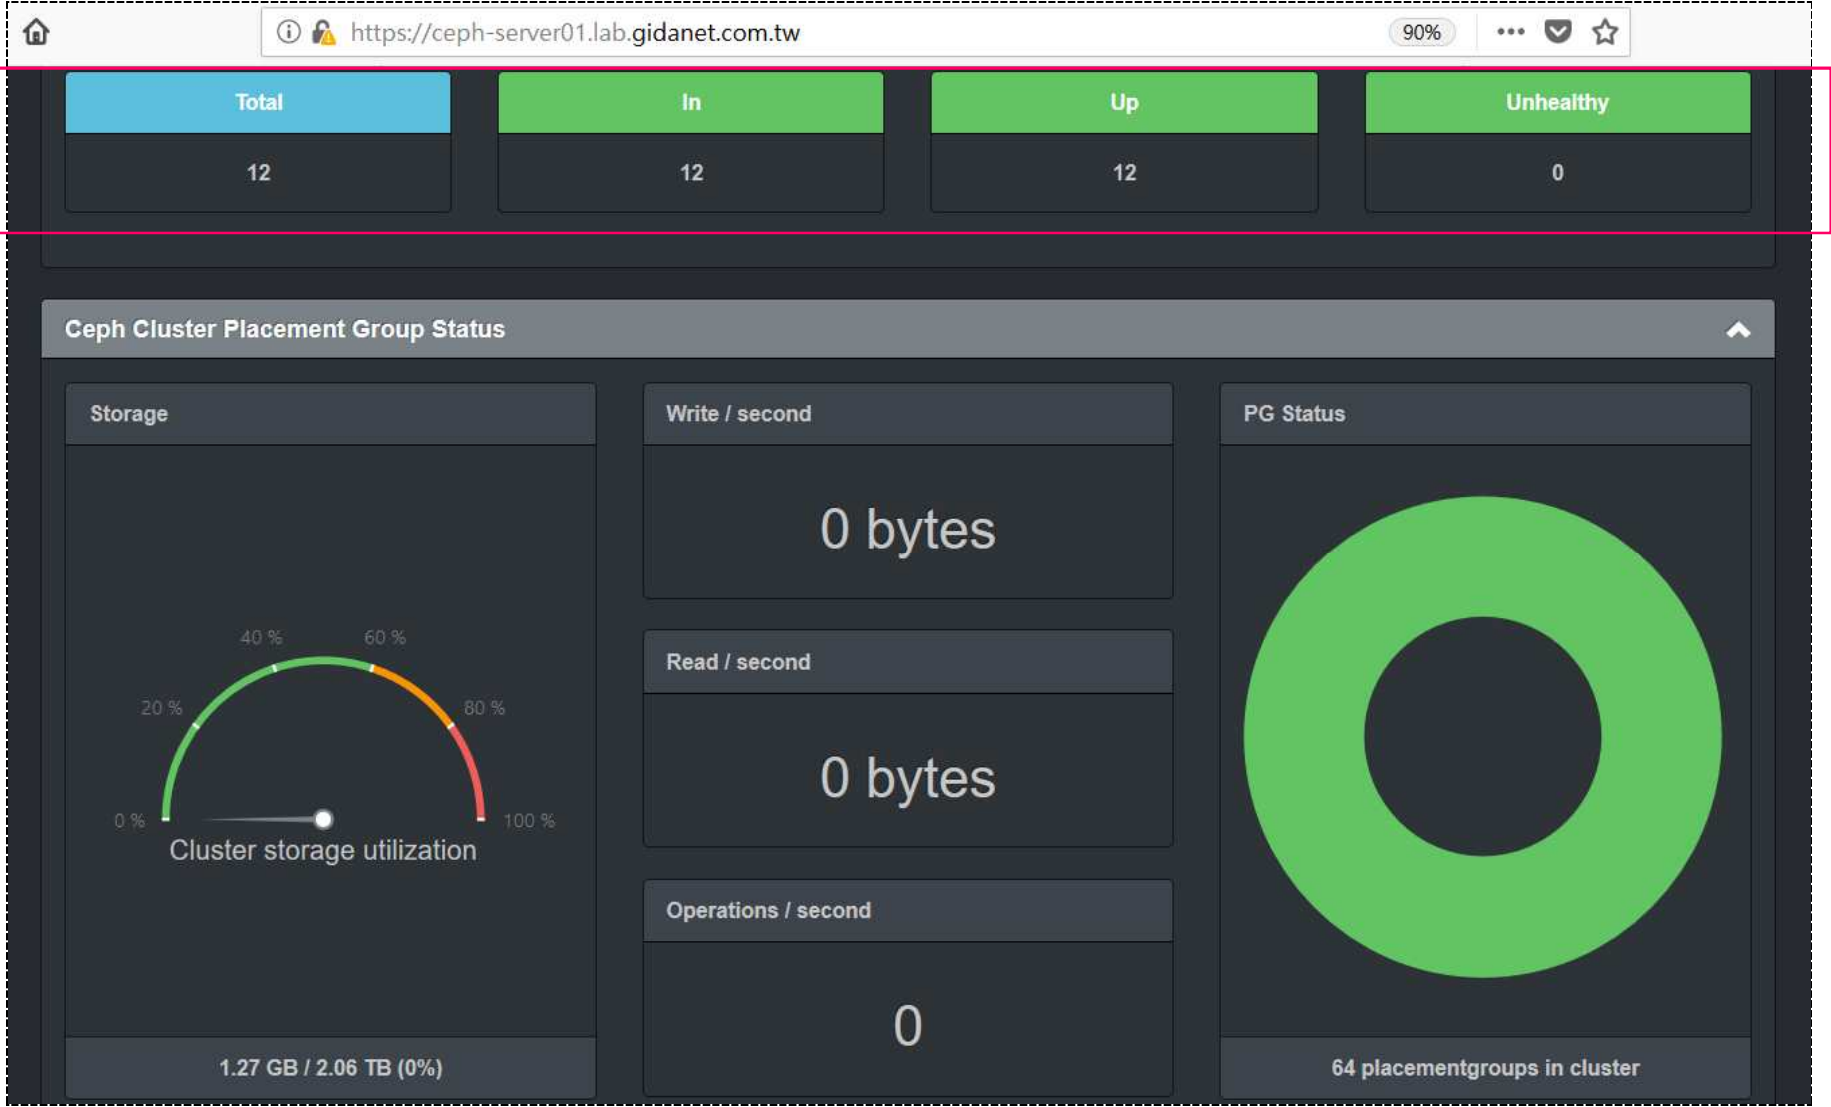 https://ceph-server01.lab.gidanet.com.tw
90%
Total
In
Up
Unhealthy
12
12
12
0
Ceph Cluster Placement Group Status
Storage
Write / second
PG Status
0 bytes
40 %
60 %
Read / second
20 %
80 %
0 bytes
0 %
100 %
Cluster storage utilization
Operations / second
0
1.27 GB / 2.06 TB (0%)
64 placementgroups in cluster